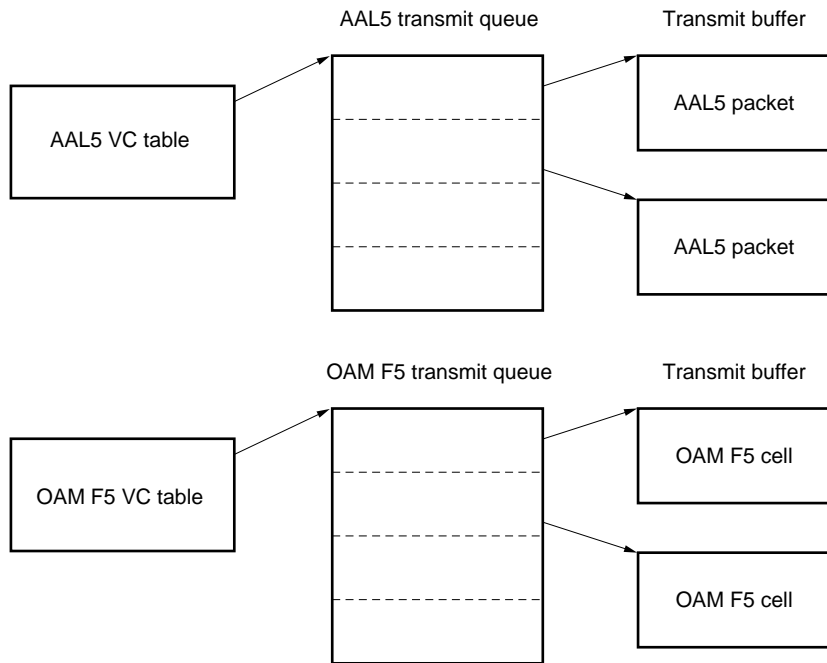 AAL5 transmit queue
Transmit buffer
AAL5 VC table
AAL5 packet
AAL5 packet
OAM F5 transmit queue
Transmit buffer
OAM F5 VC table
OAM F5 cell
OAM F5 cell